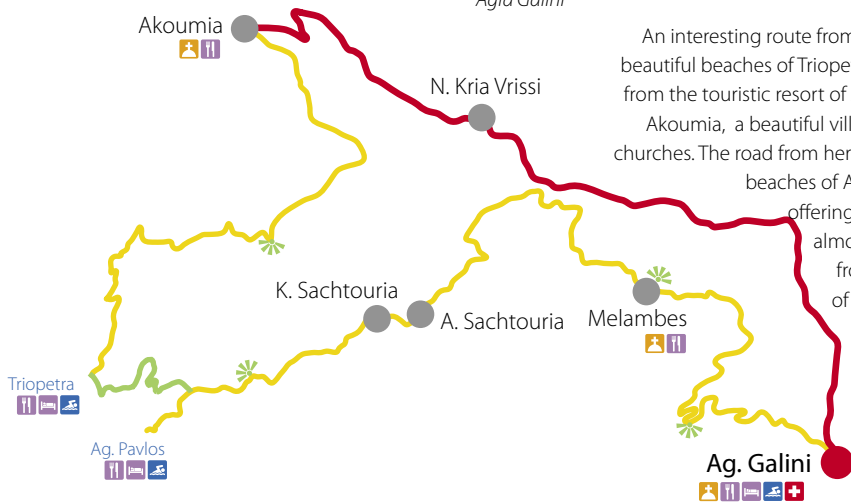 Agia Galini
Akoumia
An interesting route from
beautiful beaches of Triope
from the touristic resort of
N. Kria Vrissi
Akoumia, a beautiful vill
churches. The road from her
beaches of A
offering
almo
fro
of
K. Sachtouria
A. Sachtouria
Melambes
Triopetra
Ag. Pavlos
Ag. Galini